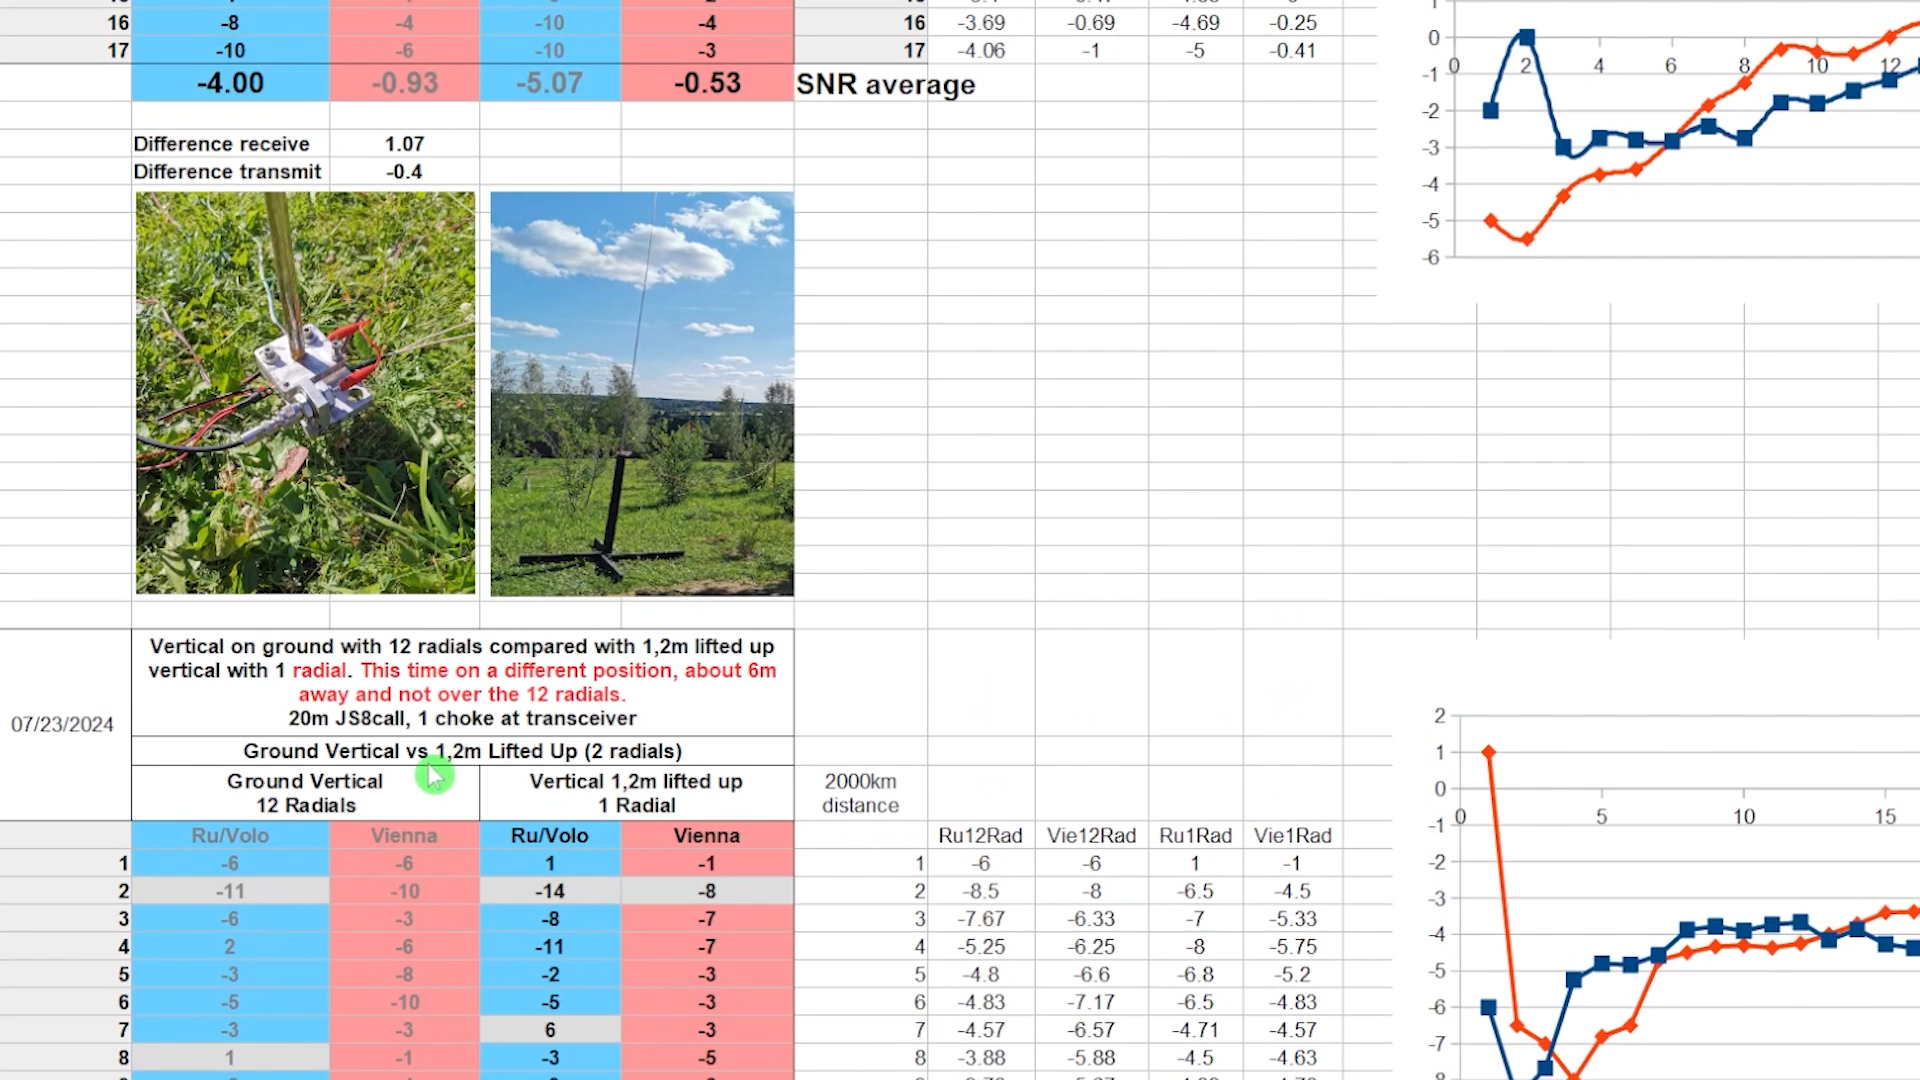 16 -8 -4 -10 -4 16 -3.69 -0.69 -4.69 -0.25
17 -10 -6 -10 -3 17 -4.06 -1 -5 -0.41
-4.00 -0.93 -5.07 -0.53 SNR average
Difference receive 1.07
Difference transmit -0.4
1
0
-1
-2
-3
-4
-5
-6
0 2 4 6 8 10 12
07/23/2024
Vertical on ground with 12 radials compared with 1,2m lifted up
vertical with 1 radial. This time on a different position, about 6m
away and not over the 12 radials.
20m JS8call, 1 choke at transceiver
Ground Vertical vs 1,2m Lifted Up (2 radials)
Ground Vertical
12 Radials
Vertical 1,2m lifted up
1 Radial
2000km
distance
Ru/Volo Vienna Ru/Volo Vienna Ru12Rad Vie12Rad Ru1Rad Vie1Rad
1 -6 -6 1 -1 1 -6 -6 1 -1
2 -11 -10 -14 -8 2 -8.5 -8 -6.5 -4.5
3 -6 -3 -8 -7 3 -7.67 -6.33 -7 -5.33
4 2 -6 -11 -7 4 -5.25 -6.25 -8 -5.75
5 -3 -8 -2 -3 5 -4.8 -6.6 -6.8 -5.2
6 -5 -10 -5 -3 6 -4.83 -7.17 -6.5 -4.83
7 -3 -3 6 -3 7 -4.57 -6.57 -4.71 -4.57
8 1 -1 -3 -5 8 -3.88 -5.88 -4.5 -4.63
2
1
0
-1
-2
-3
-4
-5
-6
-7
0 5 10 15